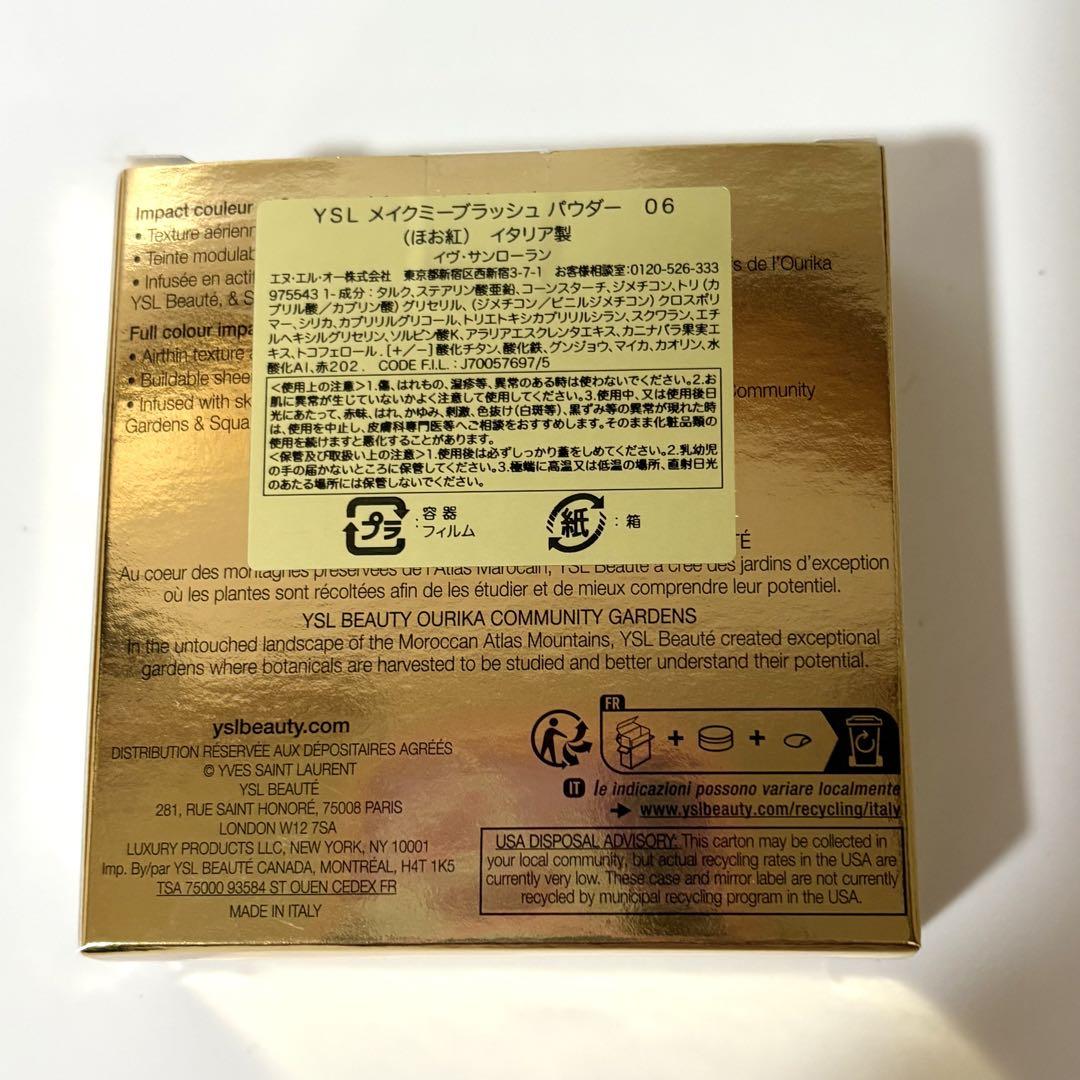 Impact couleur
• Texture aérienn
• Teinte modulab
• Infusée en acti
s de l'Ourika
YSL Beauté, & S
Full colour impa
• Airthin texture a
• Buildable shee
• Infused with sk
ommunity
Gardens & Squa
YSL メイクミーブラッシュ パウダー 06
(ほお紅) イタリア製
イヴ・サンローラン
エヌ・エル・オー株式会社 東京都新宿区西新宿3-7-1 お客様相談室:0120-526-333
975543 1- 成分:タルク、ステアリン酸亜鉛、コーンスターチ、ジメチコン、トリ(カ
プリル酸/カプリン酸)グリセリル、(ジメチコン/ビニルジメチコン)クロスポリ
マー、シリカ、カプリリルグリコール、トリエトキシカプリリルシラン、スクワラン、エチ
ルヘキシルグリセリン、ソルビン酸K、アラリアエスクレンタエキス、カニナバラ果実エ
キス、トコフェロール. [+/-]酸化チタン、酸化鉄、グンジョウ、マイカ、カオリン、水
酸化Al、赤202. CODE F.I.L.: J70057697/5
<使用上の注意>1.傷、はれもの、湿疹等、異常のある時は使わないでください。2.お
肌に異常が生じていないかよく注意して使用してください。3.使用中、又は使用後日
光にあたって、赤味、はれ、かゆみ、刺激、色抜け(白斑等)、黒ずみ等の異常が現れた時
は、使用を中止し、皮膚科専門医等へご相談をおすすめします。そのまま化粧品類の
使用を続けますと悪化することがあります。
<保管及び取扱い上の注意>1.使用後は必ずしっかり蓋をしめてください。2.乳幼児
の手の届かないところに保管してください。3.極端に高温又は低温の場所、直射日光
のあたる場所には保管しないでください。
プラ :容器 フィルム 紙 :箱
TÉ
Au coeur des montagnes préservées de l'Atlas Marocain, YSL Beauté a créé des jardins d'exception
où les plantes sont récoltées afin de les étudier et de mieux comprendre leur potentiel.
YSL BEAUTY OURIKA COMMUNITY GARDENS
In the untouched landscape of the Moroccan Atlas Mountains, YSL Beauté created exceptional
gardens where botanicals are harvested to be studied and better understand their potential.
yslbeauty.com
DISTRIBUTION RÉSERVÉE AUX DÉPOSITAIRES AGRÉÉS
© YVES SAINT LAURENT
YSL BEAUTÉ
281, RUE SAINT HONORÉ, 75008 PARIS
LONDON W12 7SA
LUXURY PRODUCTS LLC, NEW YORK, NY 10001
Imp. By/par YSL BEAUTÉ CANADA, MONTRÉAL, H4T 1K5
TSA 75000 93584 ST OUEN CEDEX FR
MADE IN ITALY
FR
+ +
IT le indicazioni possono variare localmente
→ www.yslbeauty.com/recycling/italy
USA DISPOSAL ADVISORY: This carton may be collected in
your local community, but actual recycling rates in the USA are
currently very low. These case and mirror label are not currently
recycled by municipal recycling program in the USA.